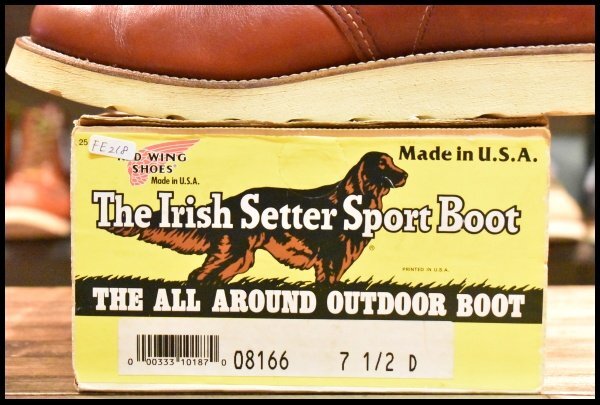 .25
FE268
RED WING
SHOES®
Made in U.S.A.
Made in U.S.A.
The Irish Setter Sport Boot
®
PRINTED IN U.S.A.
THE ALL AROUND OUTDOOR BOOT
0 00333 10187 0
08166 7 1/2 D